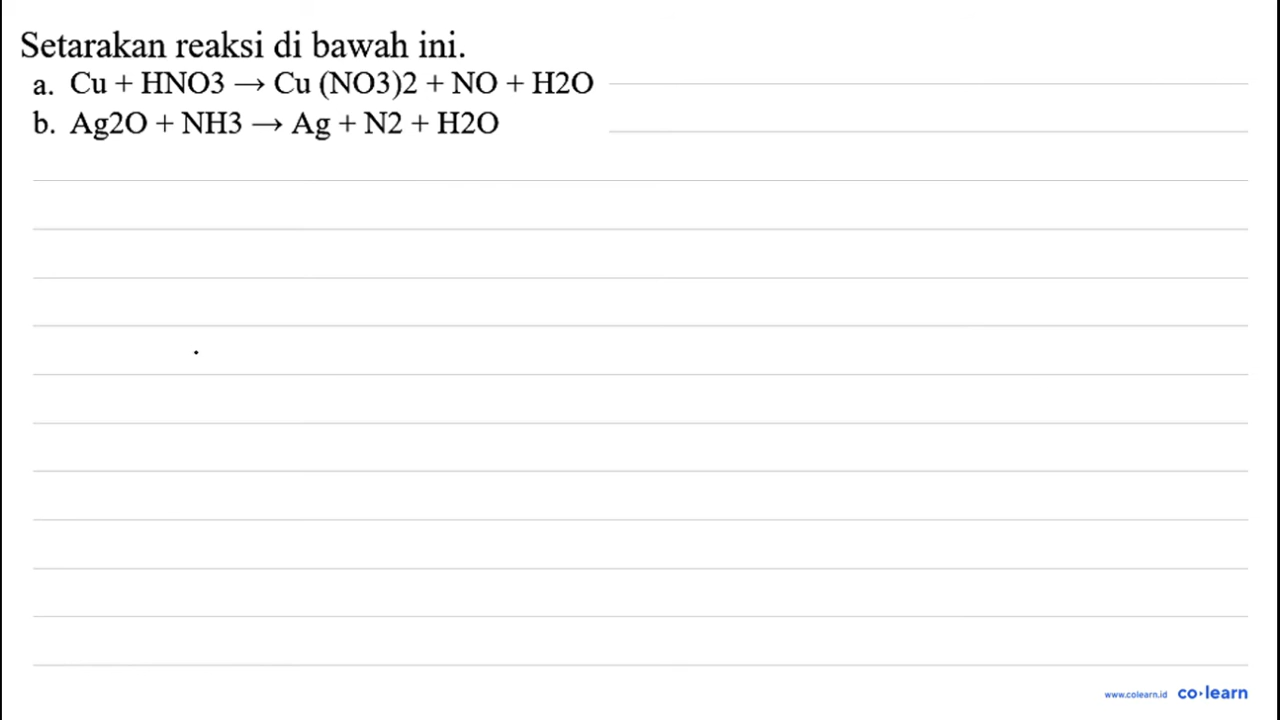 Setarakan reaksi di bawah ini.
a. Cu + HNO3 → Cu (NO3)2 + NO + H2O
b. Ag2O + NH3 → Ag + N2 + H2O
www.colearn.id co·learn